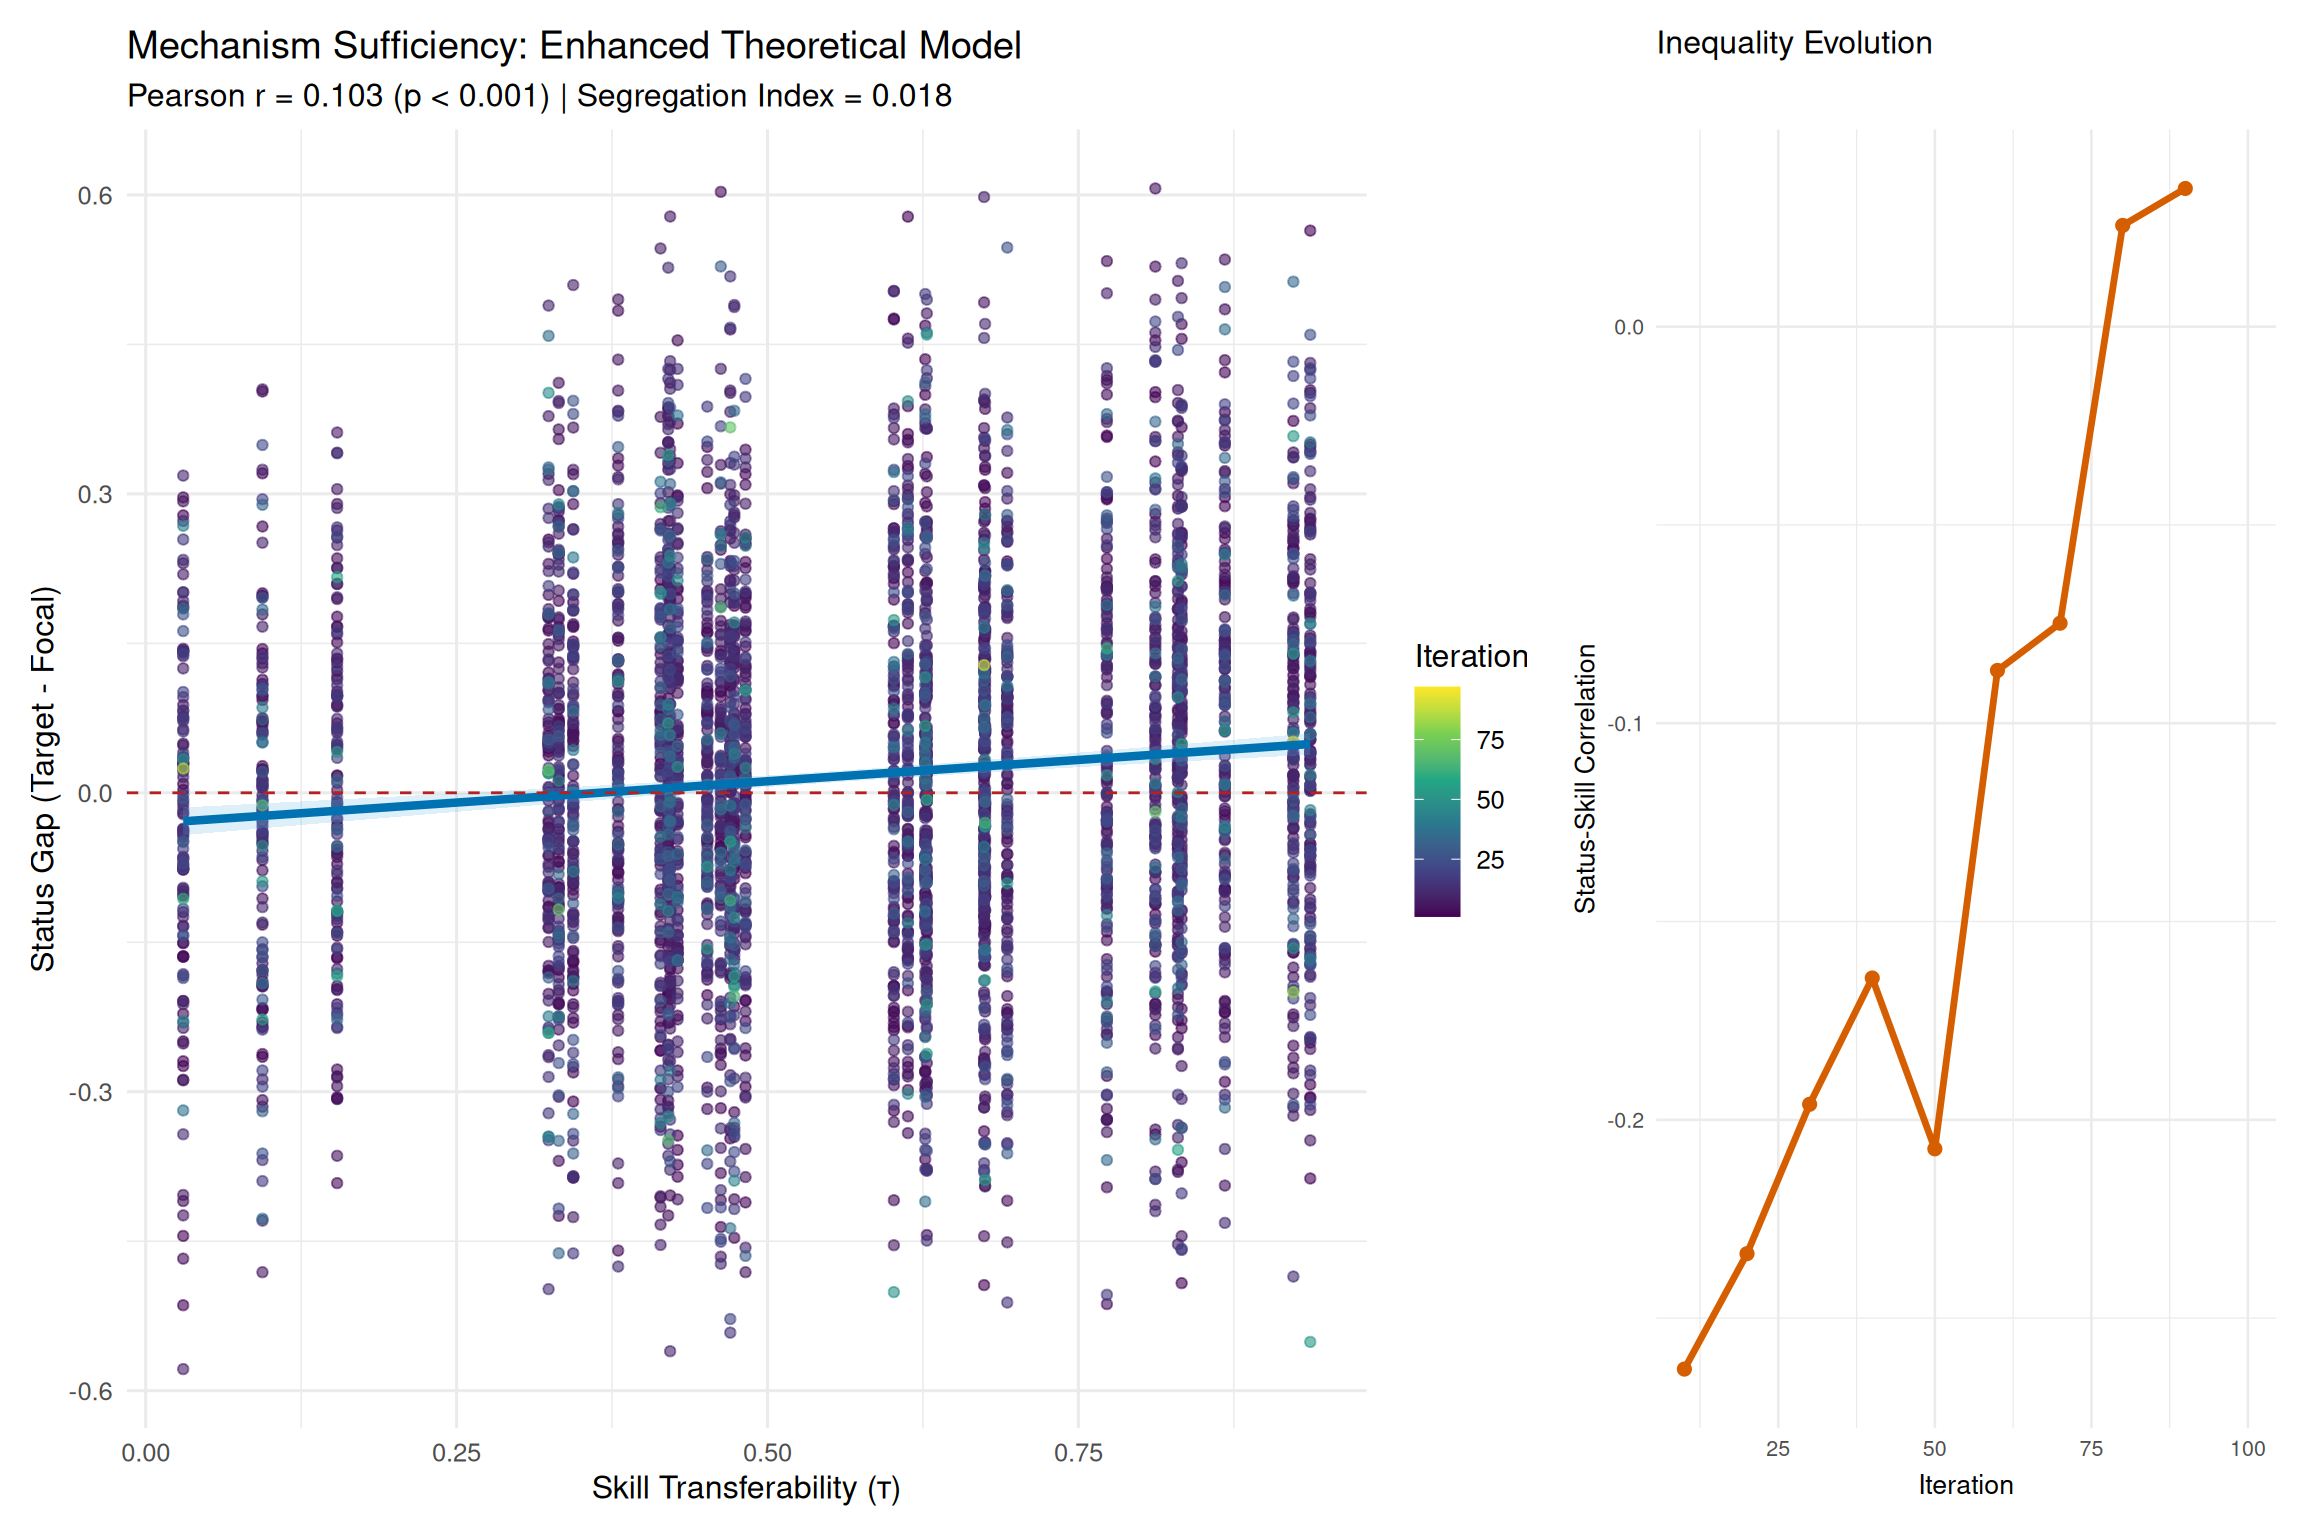 Mechanism Sufficiency: Enhanced Theoretical Model
Pearson r = 0.103 (p < 0.001) | Segregation Index = 0.018
Status Gap (Target - Focal)
0.6
0.3
0.0
-0.3
-0.6
0.00
0.25
0.50
0.75
Skill Transferability (τ)
Iteration
75
50
25
Inequality Evolution
Status-Skill Correlation
0.0
-0.1
-0.2
25
50
75
100
Iteration